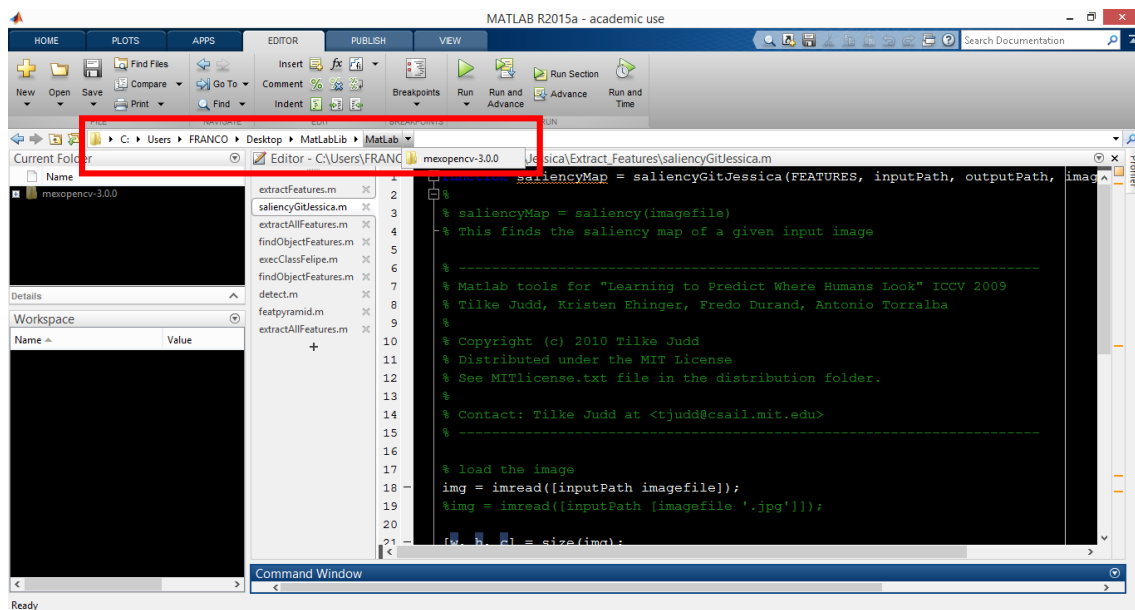 MATLAB R2015a - academic use
HOME PLOTS APPS EDITOR PUBLISH VIEW
Search Documentation
New Open Save
Find Files
Compare
Print
Go To
Find
Insert fx
Comment
Indent
Breakpoints
Run
Run and Advance
Run Section
Advance
Run and Time
FILE NAVIGATE EDIT BREAKPOINTS RUN
C: Users FRANCO Desktop MatLabLib MatLab
mexopencv-3.0.0
Current Folder
Name
mexopencv-3.0.0
Details
Workspace
Name Value
Editor - C:\Users\FRANC
Jessica\Extract_Features\saliencyGitJessica.m
extractFeatures.m
saliencyGitJessica.m
extractAllFeatures.m
findObjectFeatures.m
execClassFelipe.m
findObjectFeatures.m
detect.m
featpyramid.m
extractAllFeatures.m
+
1 saliencyMap = saliencyGitJessica(FEATURES, inputPath, outputPath, imag
2 %
3 % saliencyMap = saliency(imagefile)
4 % This finds the saliency map of a given input image
5
6 % ----------------------------------------------------------------------
7 % Matlab tools for "Learning to Predict Where Humans Look" ICCV 2009
8 % Tilke Judd, Kristen Ehinger, Fredo Durand, Antonio Torralba
9 %
10 % Copyright (c) 2010 Tilke Judd
11 % Distributed under the MIT License
12 % See MITlicense.txt file in the distribution folder.
13 %
14 % Contact: Tilke Judd at <tjudd@csail.mit.edu>
15 % ----------------------------------------------------------------------
16
17 % load the image
18 img = imread([inputPath imagefile]);
19 %img = imread([inputPath [imagefile '.jpg']]);
20
21 [w, h, c] = size(img);
Profiler
Command Window
Ready